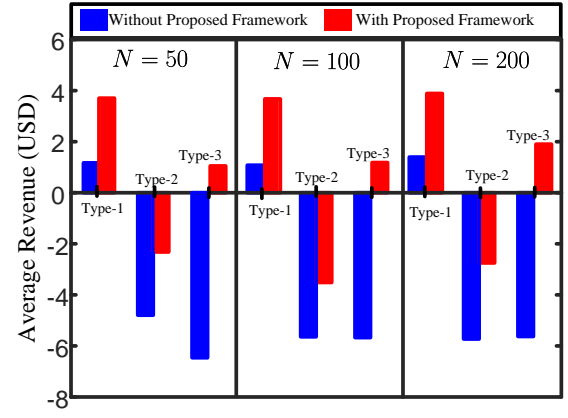 Without Proposed Framework With Proposed Framework
N = 50 N = 100 N = 200
Average Revenue (USD)
6
4
2
0
-2
-4
-6
-8
Type-1 Type-2 Type-3
Type-1 Type-2 Type-3
Type-1 Type-2 Type-3